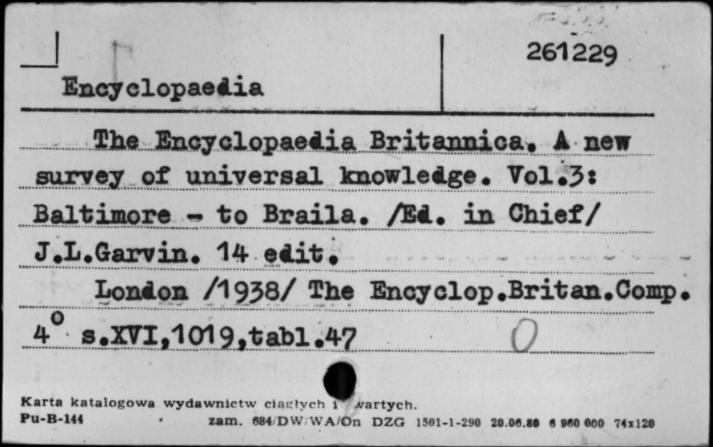 261229
Encyclopaedia
The Encyclopaedia Britannica. A new
survey of universal knowledge. Vol.3:
Baltimore - to Braila. /Ed. in Chief/
J.L.Garvin. 14 edit.
London /1938/ The Encyclop.Britan.Comp.
4° s.XVI,1019,tabl.47
Karta katalogowa wydawnictw ciągłych i zwartych.
Pu-B-144 zam. 684/DW/WA/On DZG 1501-1-290 20.06.80 6 960 000 74x120